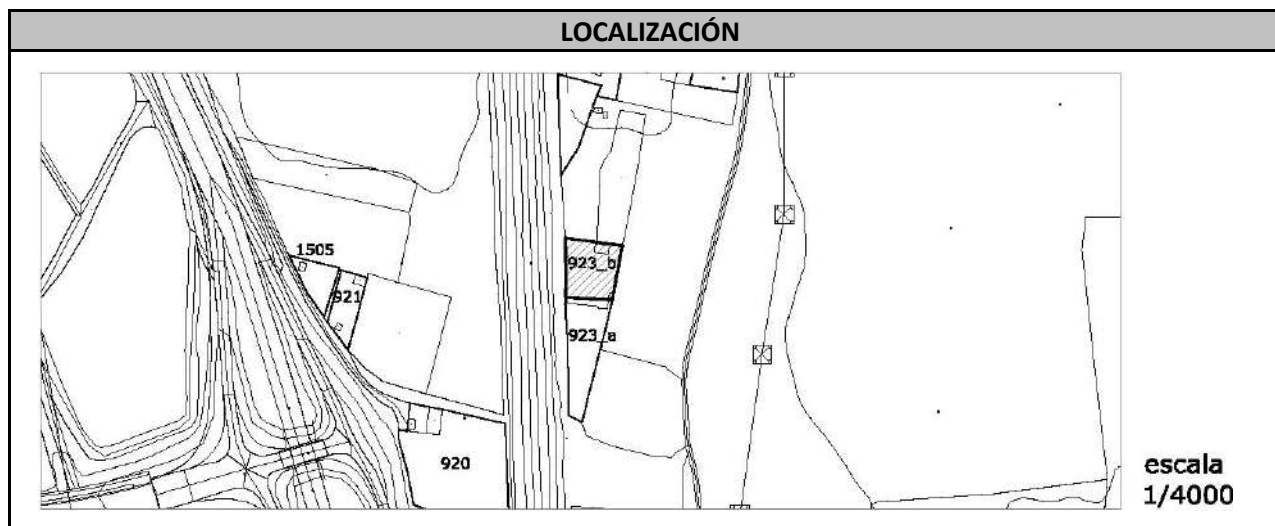 LOCALIZACIÓN
1505
921
923_b
923_a
920
escala
1/4000